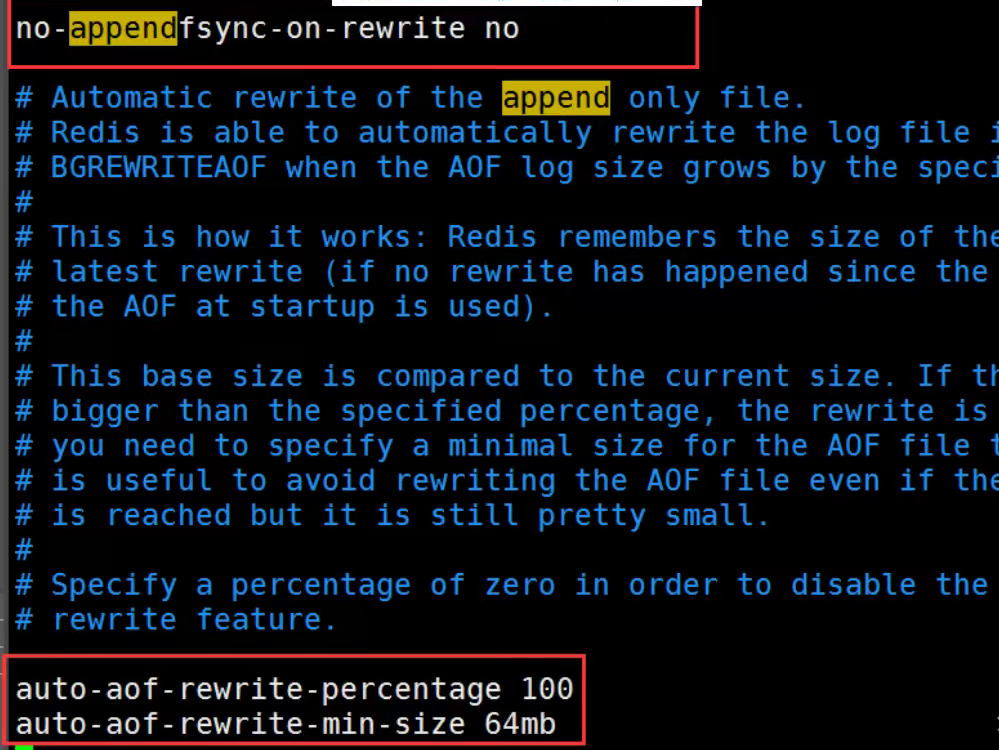 no-appendfsync-on-rewrite no
# Automatic rewrite of the append only file.
# Redis is able to automatically rewrite the log file
# BGREWRITEAOF when the AOF log size grows by the
#
# This is how it works: Redis remembers the size of the
# latest rewrite (if no rewrite has happened since the
# the AOF at startup is used).
#
# This base size is compared to the current size. If
# bigger than the specified percentage, the rewrite is
# you need to specify a minimal size for the AOF file
# is useful to avoid rewriting the AOF file even if the
# is reached but it is still pretty small.
#
# Specify a percentage of zero in order to disable the
# rewrite feature.
auto-aof-rewrite-percentage 100
auto-aof-rewrite-min-size 64mb